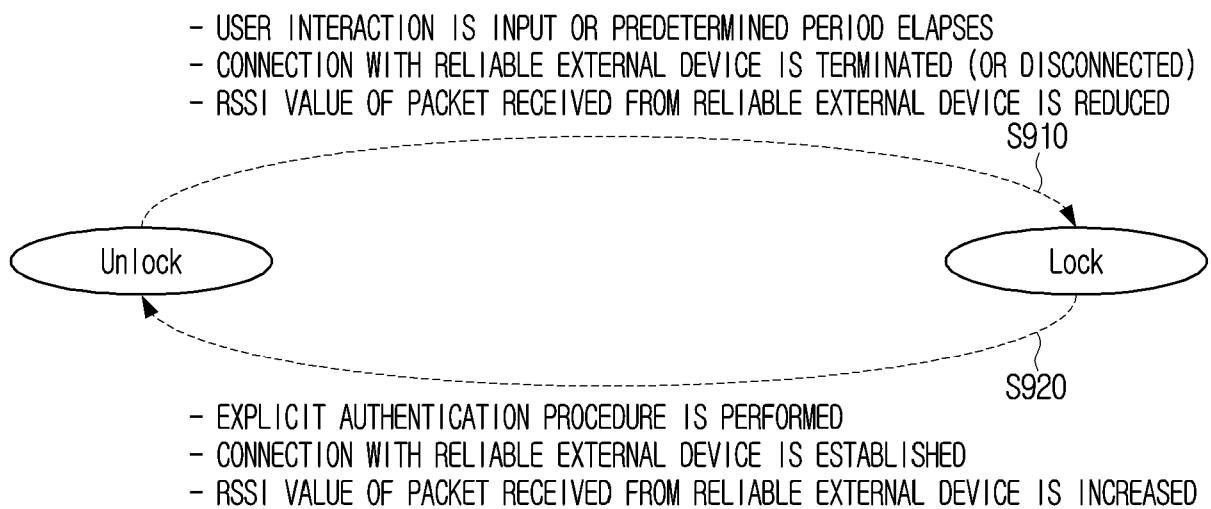 - USER INTERACTION IS INPUT OR PREDETERMINED PERIOD ELAPSES
- CONNECTION WITH RELIABLE EXTERNAL DEVICE IS TERMINATED (OR DISCONNECTED)
- RSSI VALUE OF PACKET RECEIVED FROM RELIABLE EXTERNAL DEVICE IS REDUCED
S910
Unlock
Lock
S920
- EXPLICIT AUTHENTICATION PROCEDURE IS PERFORMED
- CONNECTION WITH RELIABLE EXTERNAL DEVICE IS ESTABLISHED
- RSSI VALUE OF PACKET RECEIVED FROM RELIABLE EXTERNAL DEVICE IS INCREASED